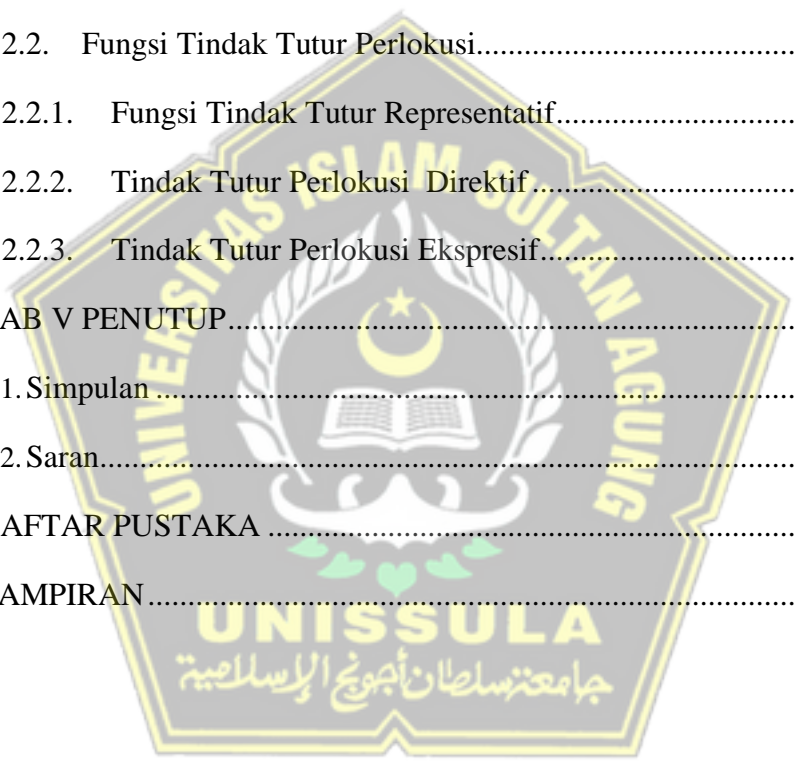 2.2. Fungsi Tindak Tutur Perlokusi........................................
2.2.1. Fungsi Tindak Tutur Representatif..............................
2.2.2. Tindak Tutur Perlokusi Direktif.................................
2.2.3. Tindak Tutur Perlokusi Ekspresif................................
AB V PENUTUP.......................................................................
1. Simpulan................................................................................
2. Saran.......................................................................................
AFTAR PUSTAKA..................................................................
AMPIRAN.................................................................................
UNIVERSITAS ISLAM SULTAN AGUNG
UNISSULA
جامعة سلطان أجونج الإسلامية